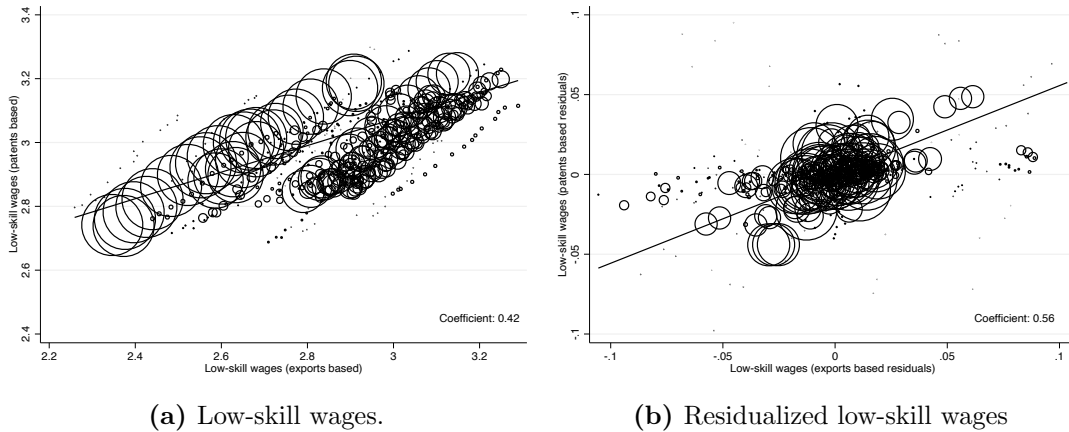 3.4
3.2
3
2.8
2.6
2.4
Low-skill wages (patents based)
2.2
2.4
2.6
2.8
3
3.2
Low-skill wages (exports based)
Coefficient: 0.42
(a) Low-skill wages.
.1
.05
0
-.05
-.1
Low-skill wages (patent based residuals)
-.1
-.05
0
.05
.1
Low-skill wages (exports based residuals)
Coefficient: 0.56
(b) Residualized low-skill wages